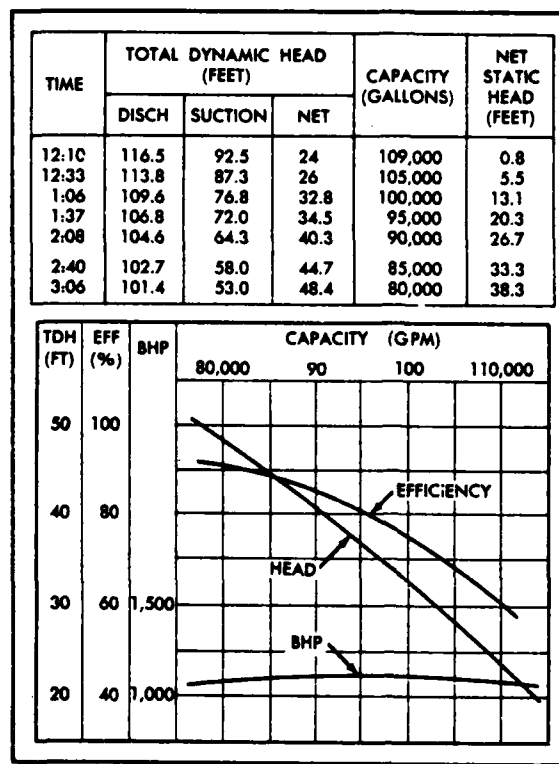 TIME TOTAL DYNAMIC HEAD (FEET) CAPACITY (GALLONS) NET STATIC HEAD (FEET)
DISCH SUCTION NET
12:10 116.5 92.5 24 109,000 0.8
12:33 113.8 87.3 26 105,000 5.5
1:06 109.6 76.8 32.8 100,000 13.1
1:37 106.8 72.0 34.5 95,000 20.3
2:08 104.6 64.3 40.3 90,000 26.7
2:40 102.7 58.0 44.7 85,000 33.3
3:06 101.4 53.0 48.4 80,000 38.3
TDH (FT) EFF (%) BHP CAPACITY (GPM)
80,000 90 100 110,000
50 100
EFFICIENCY
40 80
HEAD
30 60 1,500
BHP
20 40 1,000